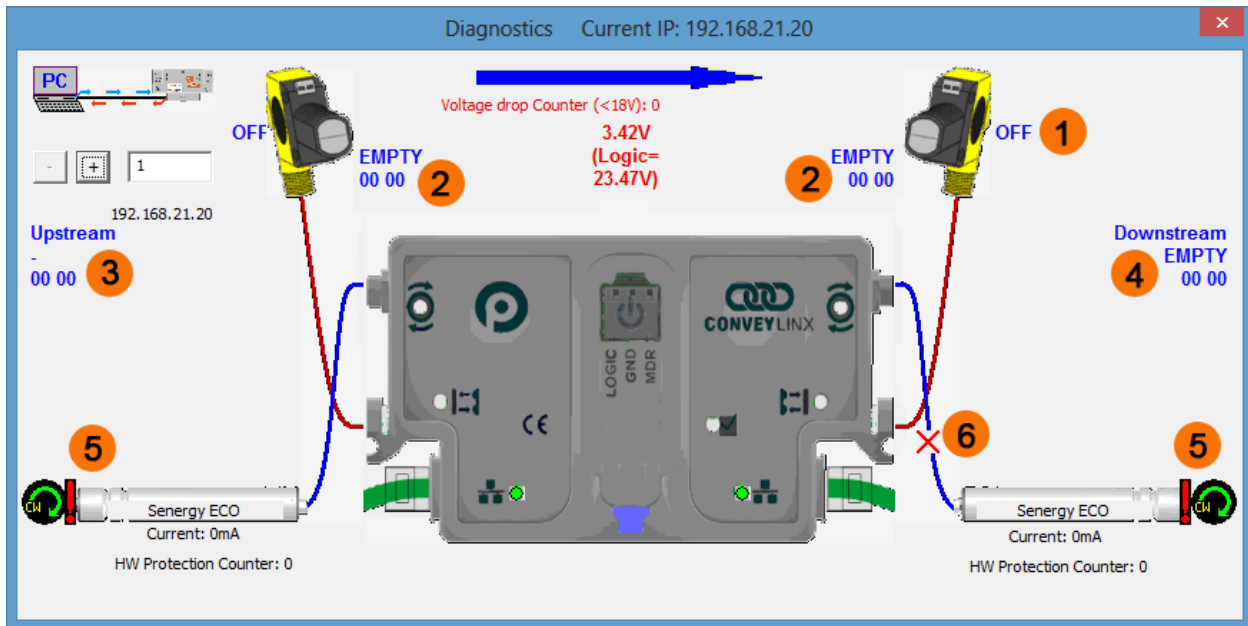 Diagnostics Current IP: 192.168.21.20
PC
Voltage drop Counter (<18V): 0
OFF
3.42V
(Logic=
23.47V)
OFF
1
EMPTY
00 00
2
EMPTY
00 00
2
- + 1
192.168.21.20
Upstream
-
00 00
3
Downstream
EMPTY
00 00
4
CONVEYLINX
LOGIC
GND
MDR
CE
5
6
5
CW
Senergy ECO
Current: 0mA
HW Protection Counter: 0
Senergy ECO
CW
Current: 0mA
HW Protection Counter: 0